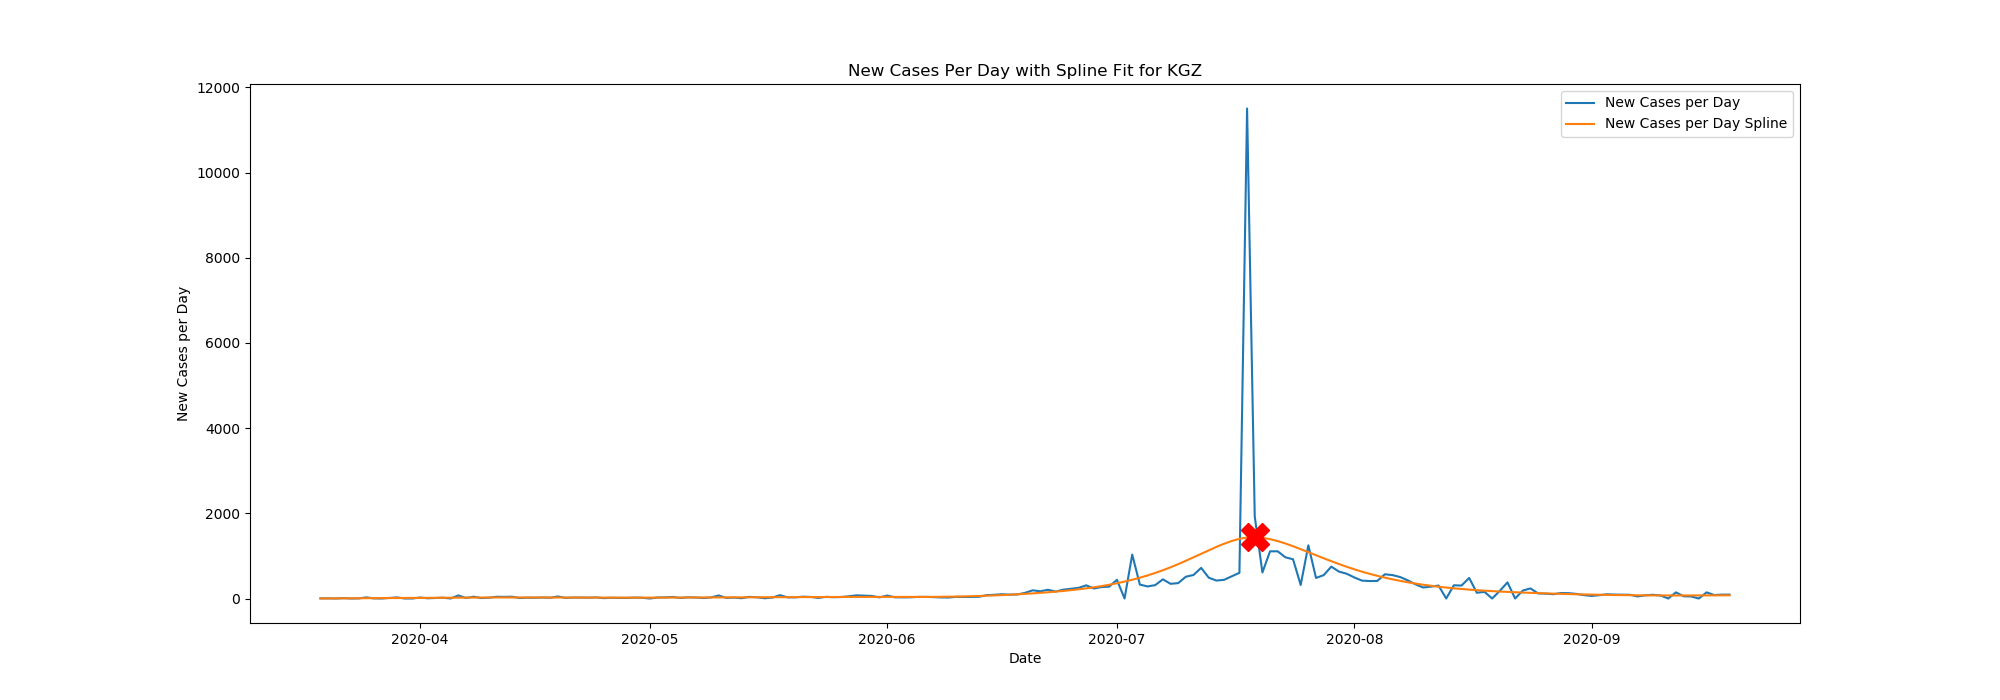 New Cases Per Day with Spline Fit for KGZ
New Cases per Day
New Cases per Day Spline
12000
10000
8000
6000
4000
2000
0
New Cases per Day
2020-04 2020-05 2020-06 2020-07 2020-08 2020-09
Date